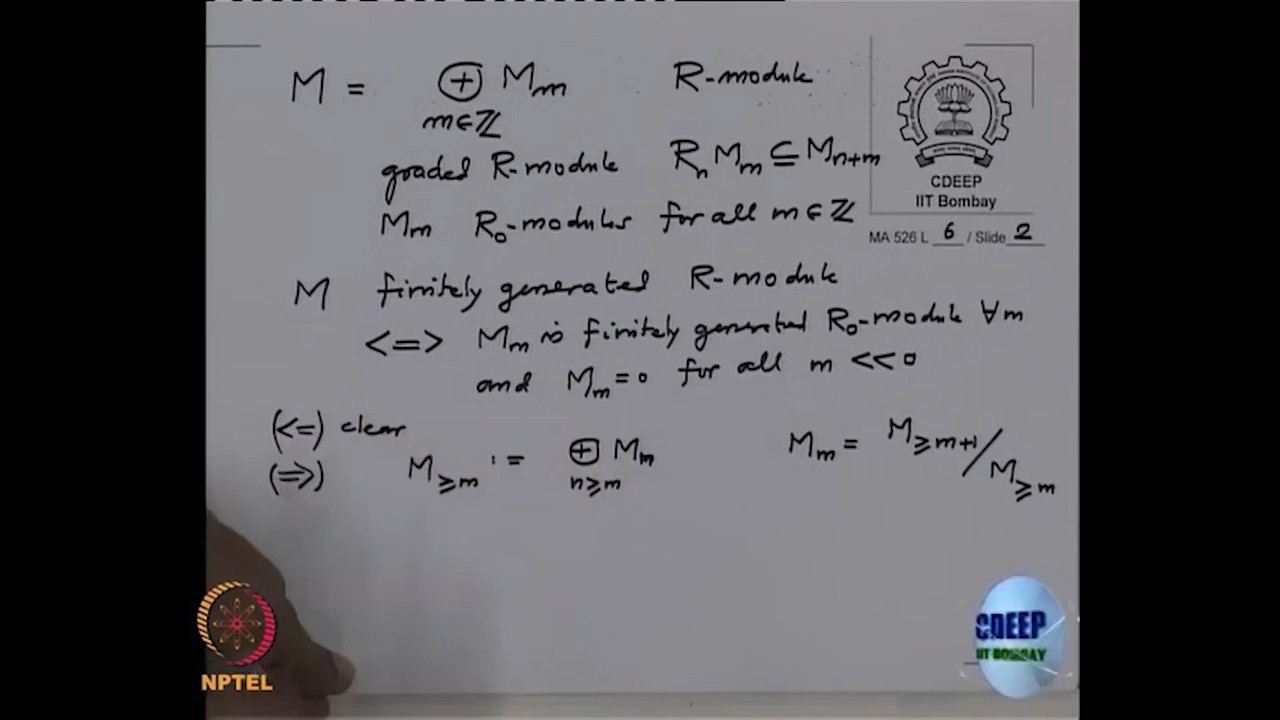 M = ⊕ M_m R-module
m∈ℤ
graded R-module R_n M_m ⊆ M_{n+m}
M_m R_0-modules for all m∈ℤ
CDEEP
IIT Bombay
MA 526 L 6 / Slide 2
M finitely generated R-module
<=> M_m is finitely generated R_0-module ∀m
and M_m = 0 for all m << 0
(<=) clear
(=>) M_{≥m} := ⊕ M_n M_m = M_{≥m+1} / M_{≥m}
n≥m
NPTEL
CDEEP
IIT BOMBAY